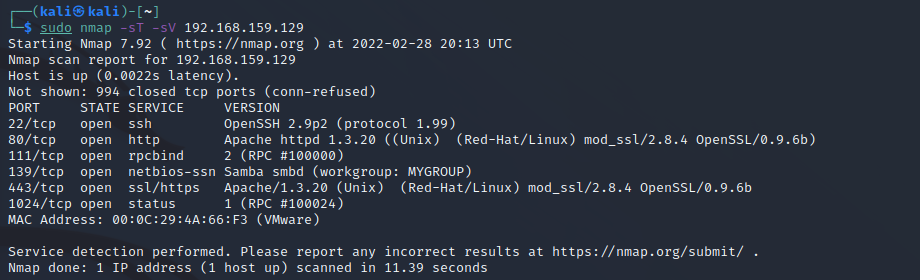 ┌──(kali㉿kali)-[~]
└─$ sudo nmap -sT -sV 192.168.159.129
Starting Nmap 7.92 ( https://nmap.org ) at 2022-02-28 20:13 UTC
Nmap scan report for 192.168.159.129
Host is up (0.0022s latency).
Not shown: 994 closed tcp ports (conn-refused)
PORT     STATE SERVICE     VERSION
22/tcp   open  ssh         OpenSSH 2.9p2 (protocol 1.99)
80/tcp   open  http        Apache httpd 1.3.20 ((Unix)  (Red-Hat/Linux) mod_ssl/2.8.4 OpenSSL/0.9.6b)
111/tcp  open  rpcbind     2 (RPC #100000)
139/tcp  open  netbios-ssn Samba smbd (workgroup: MYGROUP)
443/tcp  open  ssl/https   Apache/1.3.20 (Unix)  (Red-Hat/Linux) mod_ssl/2.8.4 OpenSSL/0.9.6b
1024/tcp open  status      1 (RPC #100024)
MAC Address: 00:0C:29:4A:66:F3 (VMware)

Service detection performed. Please report any incorrect results at https://nmap.org/submit/ .
Nmap done: 1 IP address (1 host up) scanned in 11.39 seconds